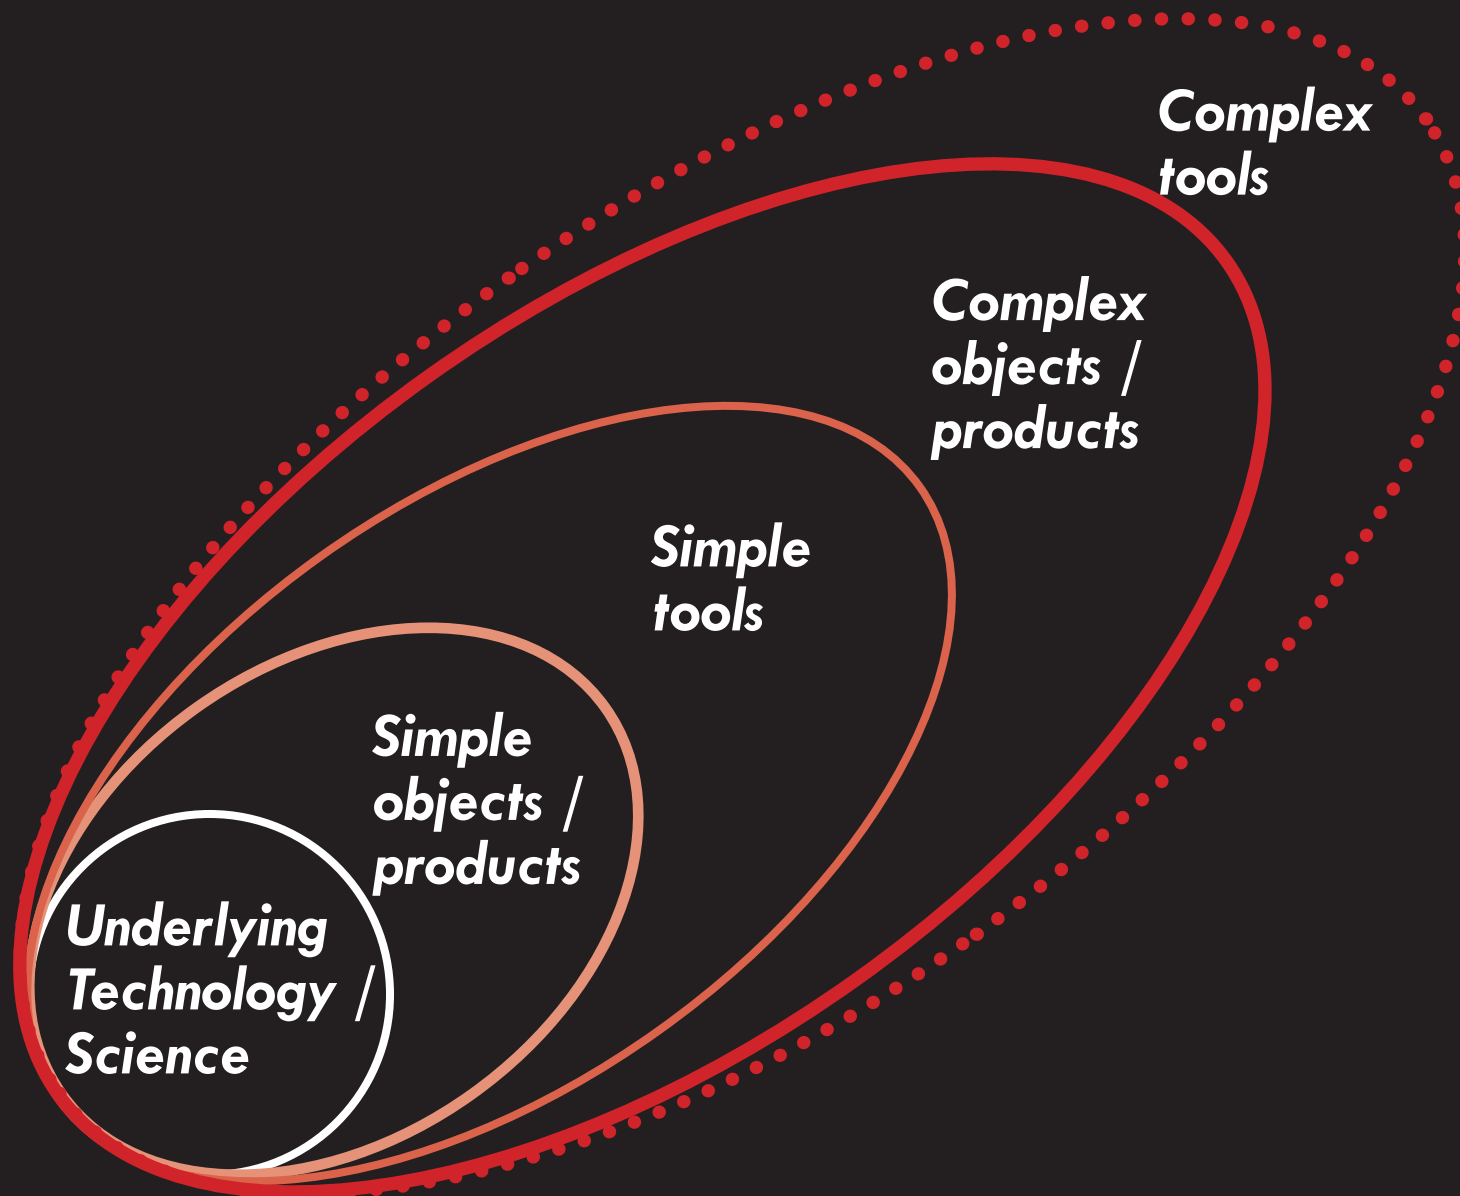 Complex
tools
Complex
objects /
products
Simple
tools
Simple
objects /
products
Underlying
Technology /
Science